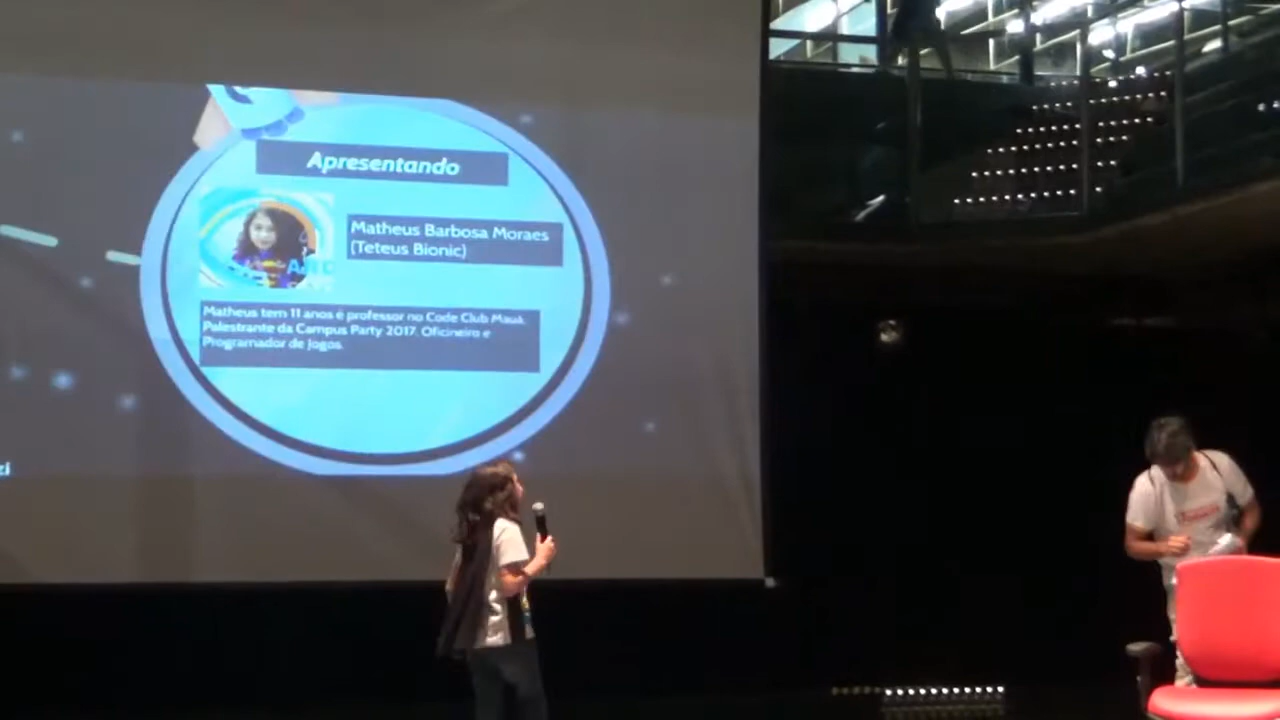 Apresentando
Matheus Barbosa Moraes
(Teteus Bionic)
Matheus tem 11 anos é professor no Code Club Mauá.
Palestrante da Campus Party 2017. Oficineiro e
Programador de Jogos.